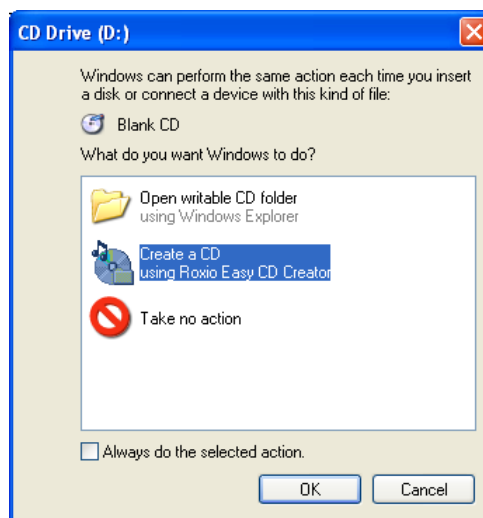 CD Drive (D:)
Windows can perform the same action each time you insert
a disk or connect a device with this kind of file:
Blank CD
What do you want Windows to do?
Open writable CD folder
using Windows Explorer
Create a CD
using Roxio Easy CD Creator
Take no action
Always do the selected action.
OK
Cancel